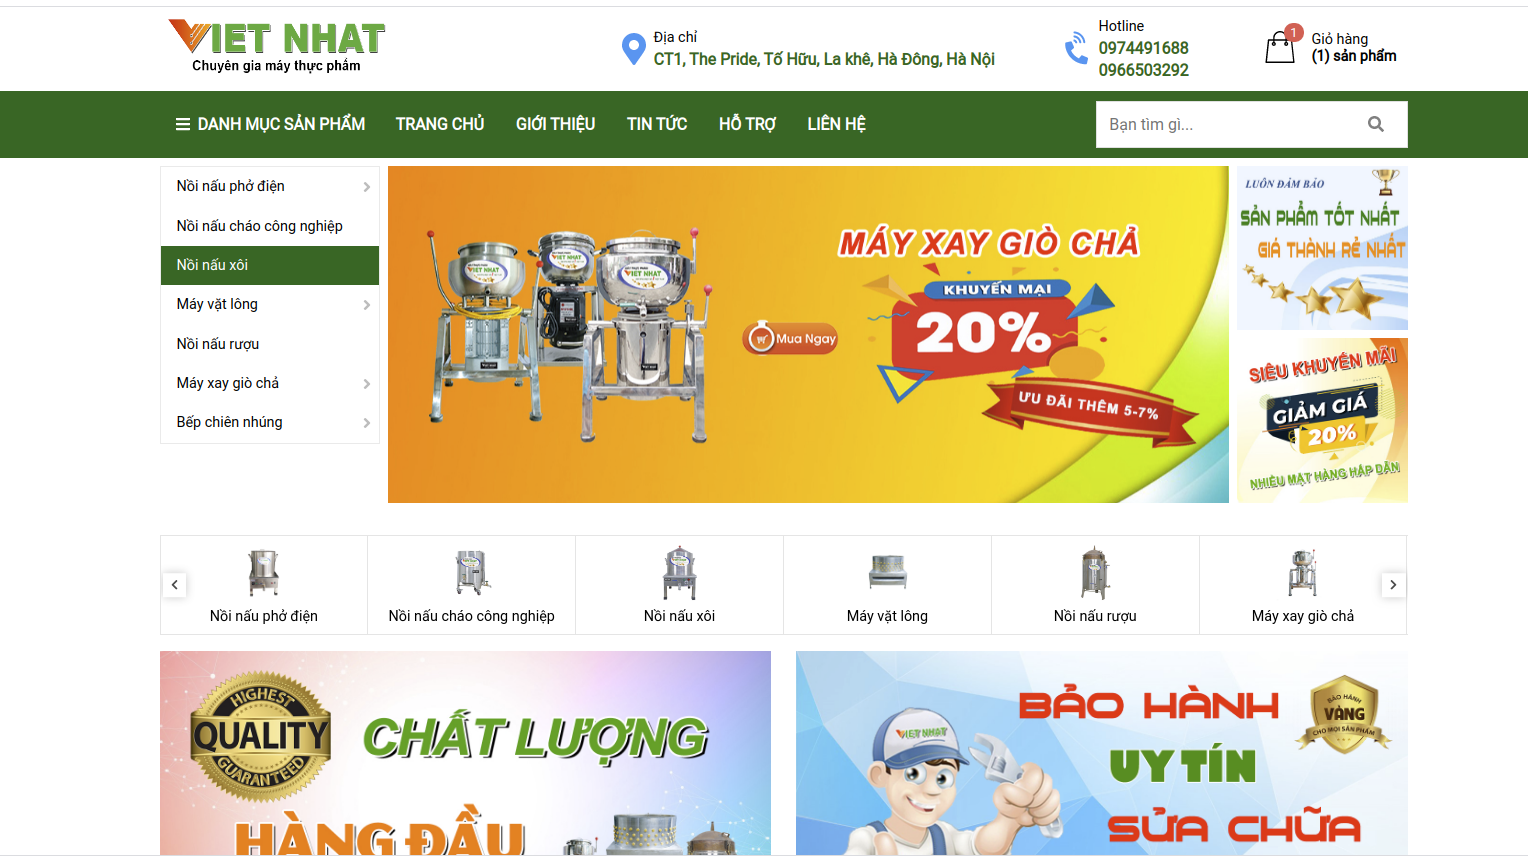 VIET NHAT
Chuyên gia máy thực phẩm
Địa chỉ
CT1, The Pride, Tố Hữu, La khê, Hà Đông, Hà Nội
Hotline
0974491688
0966503292
1
Giỏ hàng
(1) sản phẩm
DANH MỤC SẢN PHẨM
TRANG CHỦ
GIỚI THIỆU
TIN TỨC
HỖ TRỢ
LIÊN HỆ
Bạn tìm gì...
Nồi nấu phở điện
Nồi nấu cháo công nghiệp
Nồi nấu xôi
Máy vặt lông
Nồi nấu rượu
Máy xay giò chả
Bếp chiên nhúng
VIET NHAT
VIET NHAT
VIET NHAT
MÁY XAY GIÒ CHẢ
KHUYẾN MẠI
20%
Mua Ngay
ƯU ĐÃI THÊM 5-7%
LUÔN ĐẢM BẢO
SẢN PHẨM TỐT NHẤT
GIÁ THÀNH RẺ NHẤT
SIÊU KHUYẾN MÃI
GIẢM GIÁ
20%
NHIỀU MẶT HÀNG HẤP DẪN
Nồi nấu phở điện
Nồi nấu cháo công nghiệp
Nồi nấu xôi
Máy vặt lông
Nồi nấu rượu
Máy xay giò chả
HIGHEST
QUALITY
GUARANTEED
CHẤT LƯỢNG
HÀNG ĐẦU
VIET NHAT
BẢO HÀNH
UY TÍN
SỬA CHỮA
BẢO HÀNH
VÀNG
CHO MỌI SẢN PHẨM